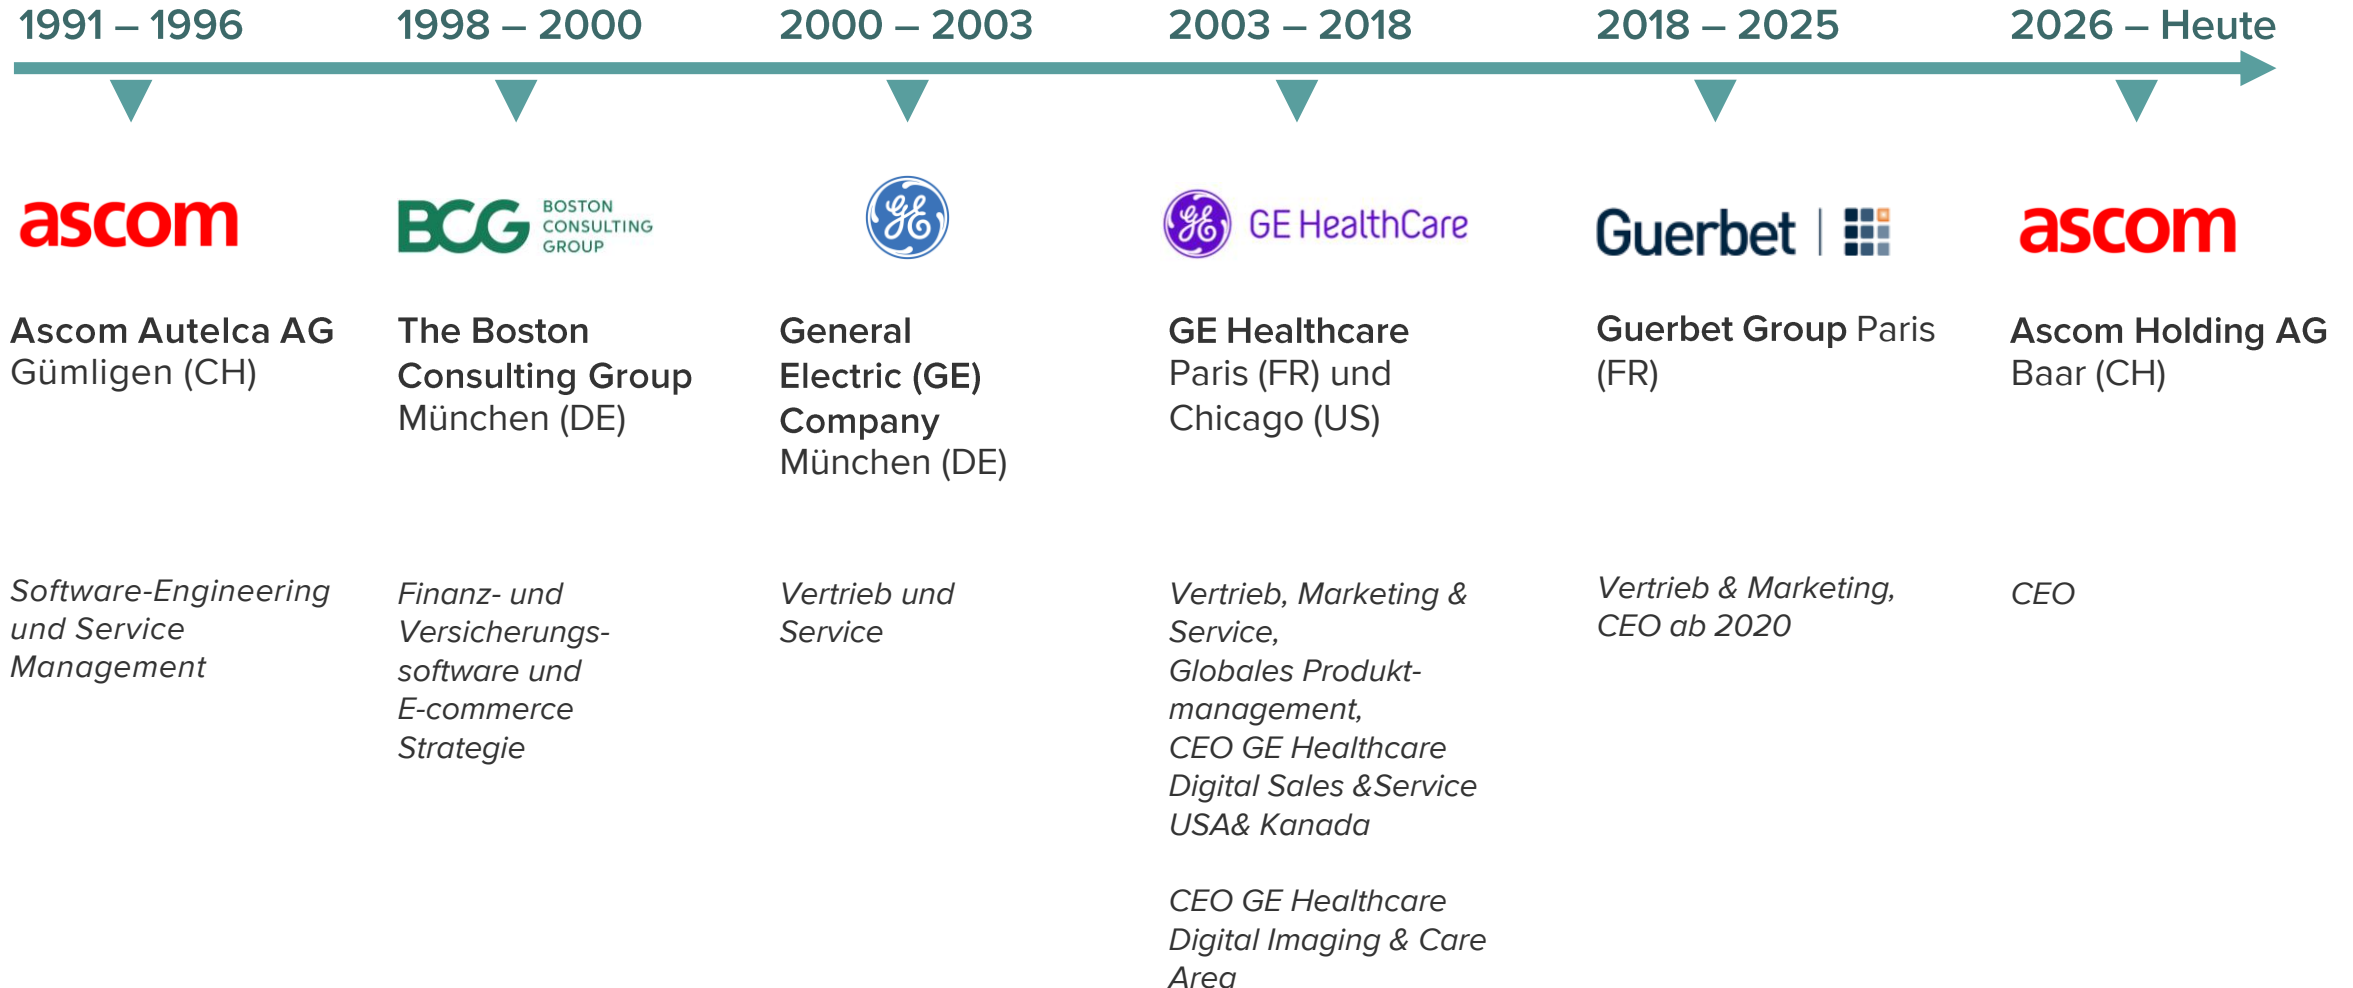 1991 – 1996
1998 – 2000
2000 – 2003
2003 – 2018
2018 – 2025
2026 – Heute
ascom
BCG
BOSTON
CONSULTING
GROUP
GE
GE HealthCare
Guerbet
ascom
Ascom Autelca AG
Gümligen (CH)
The Boston
Consulting Group
München (DE)
General
Electric (GE)
Company
München (DE)
GE Healthcare
Paris (FR) und
Chicago (US)
Guerbet Group Paris
(FR)
Ascom Holding AG
Baar (CH)
Software-Engineering
und Service
Management
Finanz- und
Versicherungs-
software und
E-commerce
Strategie
Vertrieb und
Service
Vertrieb, Marketing &
Service,
Globales Produkt-
management,
CEO GE Healthcare
Digital Sales &Service
USA& Kanada
CEO GE Healthcare
Digital Imaging & Care
Area
Vertrieb & Marketing,
CEO ab 2020
CEO